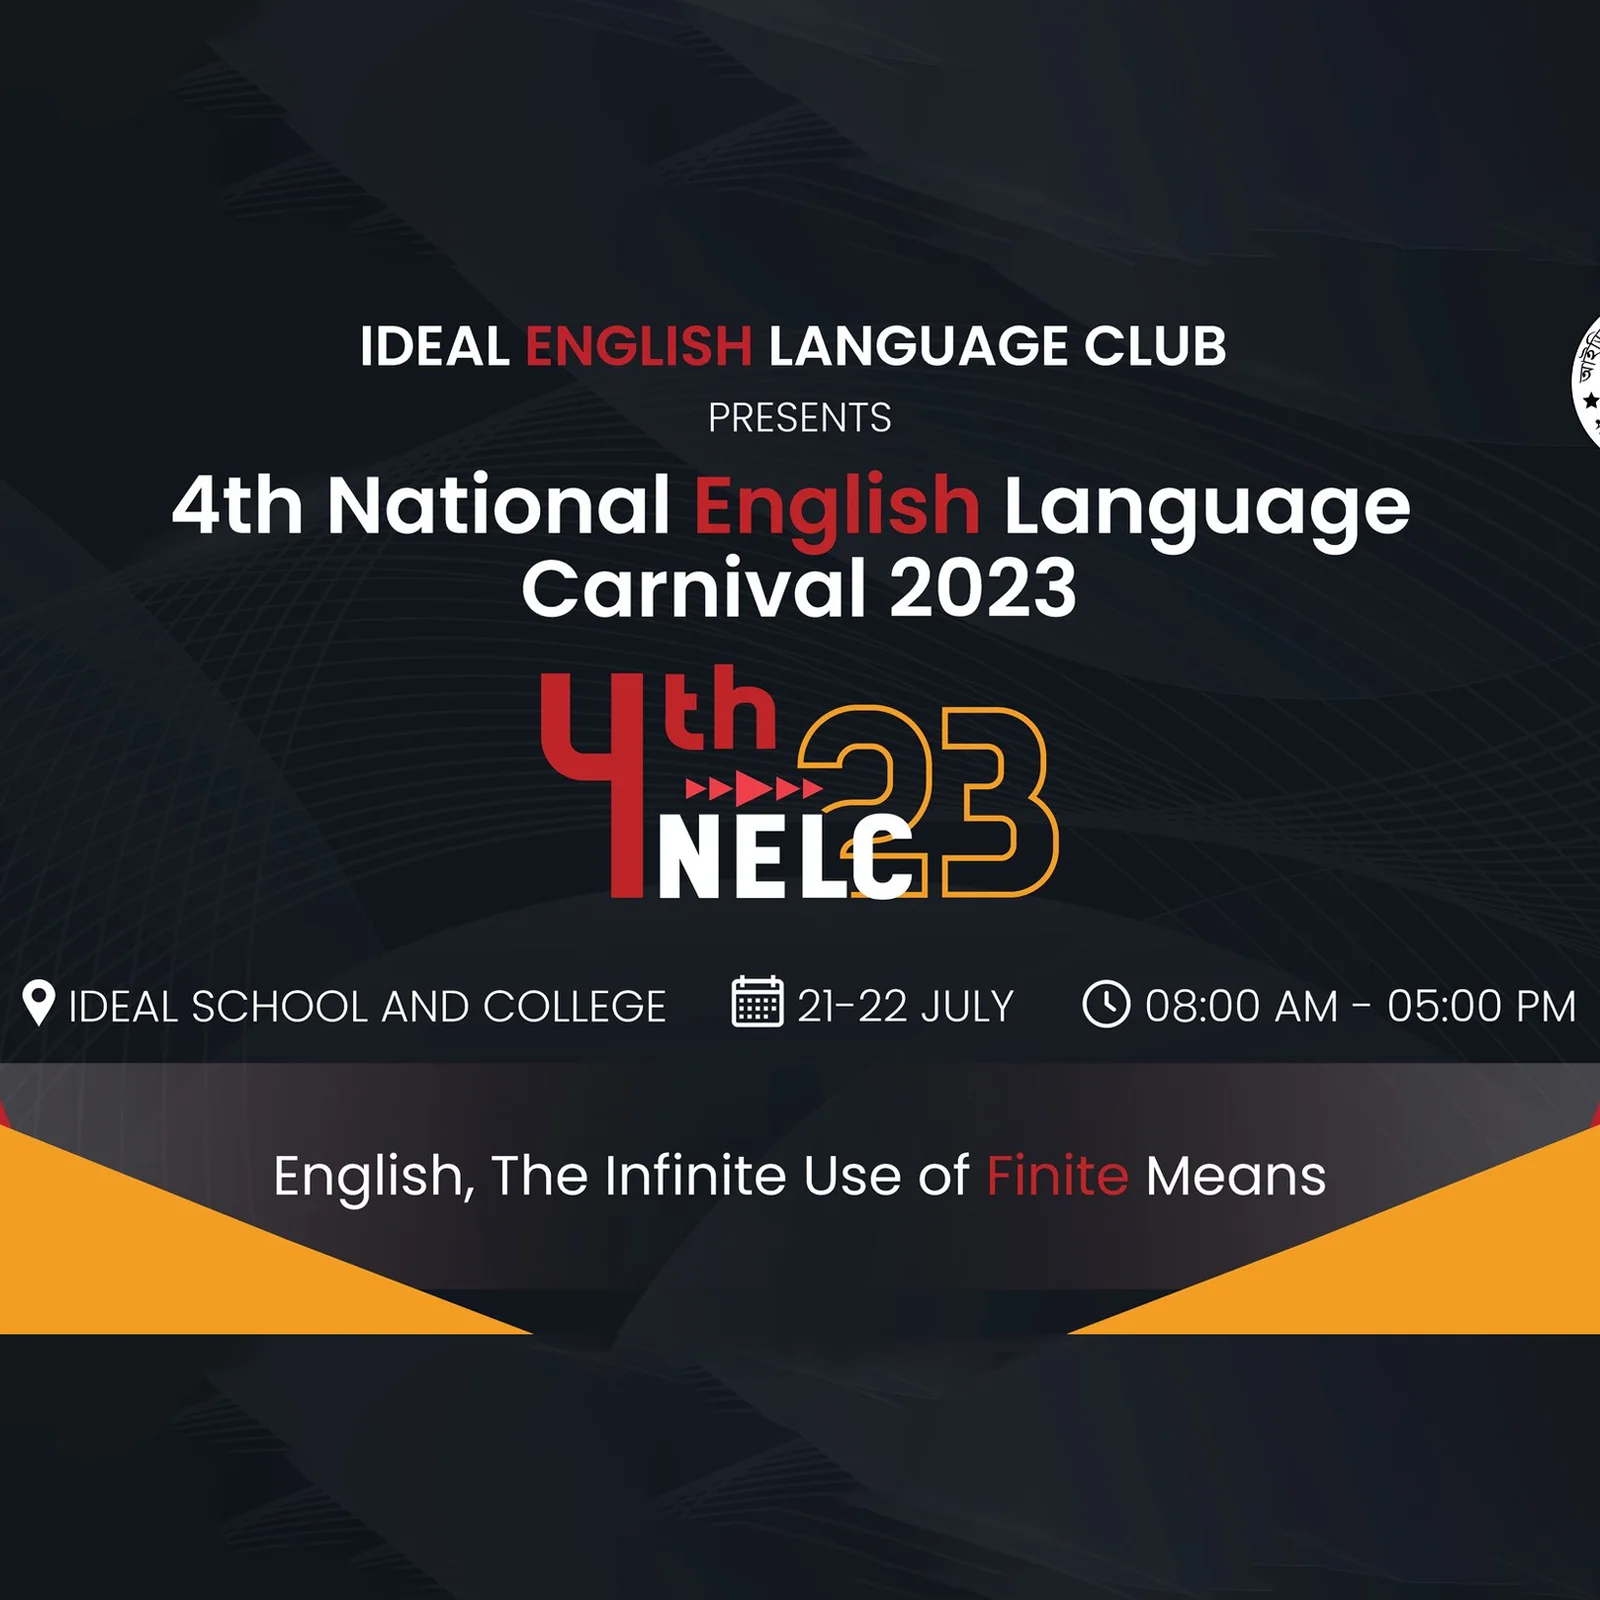 IDEAL ENGLISH LANGUAGE CLUB
PRESENTS
4th National English Language
Carnival 2023
4th
23
NELC
IDEAL SCHOOL AND COLLEGE
21-22 JULY
08:00 AM - 05:00 PM
English, The Infinite Use of Finite Means